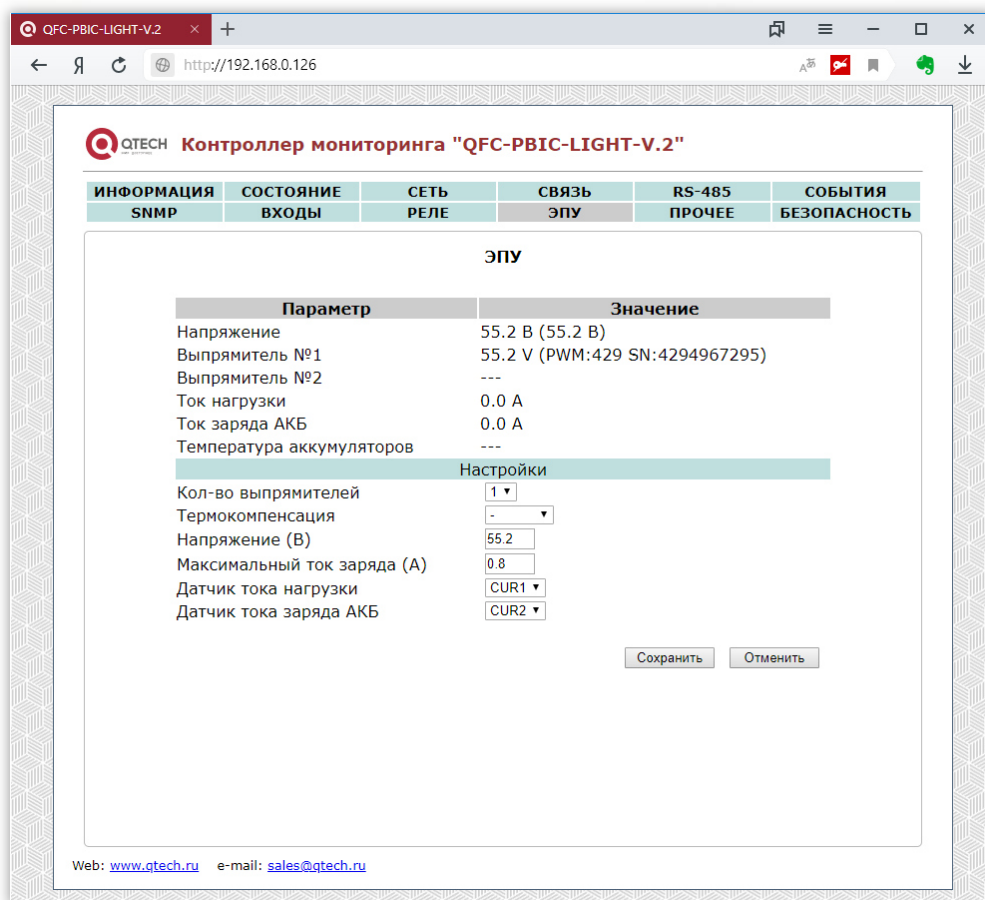 QFC-PBIC-LIGHT-V.2
http://192.168.0.126
QTECH Контроллер мониторинга "QFC-PBIC-LIGHT-V.2"
ИНФОРМАЦИЯ СОСТОЯНИЕ СЕТЬ СВЯЗЬ RS-485 СОБЫТИЯ
SNMP ВХОДЫ РЕЛЕ ЭПУ ПРОЧЕЕ БЕЗОПАСНОСТЬ
ЭПУ
Параметр Значение
Напряжение 55.2 В (55.2 В)
Выпрямитель №1 55.2 V (PWM:429 SN:4294967295)
Выпрямитель №2 ---
Ток нагрузки 0.0 А
Ток заряда АКБ 0.0 А
Температура аккумуляторов ---
Настройки
Кол-во выпрямителей 1
Термокомпенсация -
Напряжение (В) 55.2
Максимальный ток заряда (А) 0.8
Датчик тока нагрузки CUR1
Датчик тока заряда АКБ CUR2
Сохранить Отменить
Web: www.qtech.ru e-mail: sales@qtech.ru